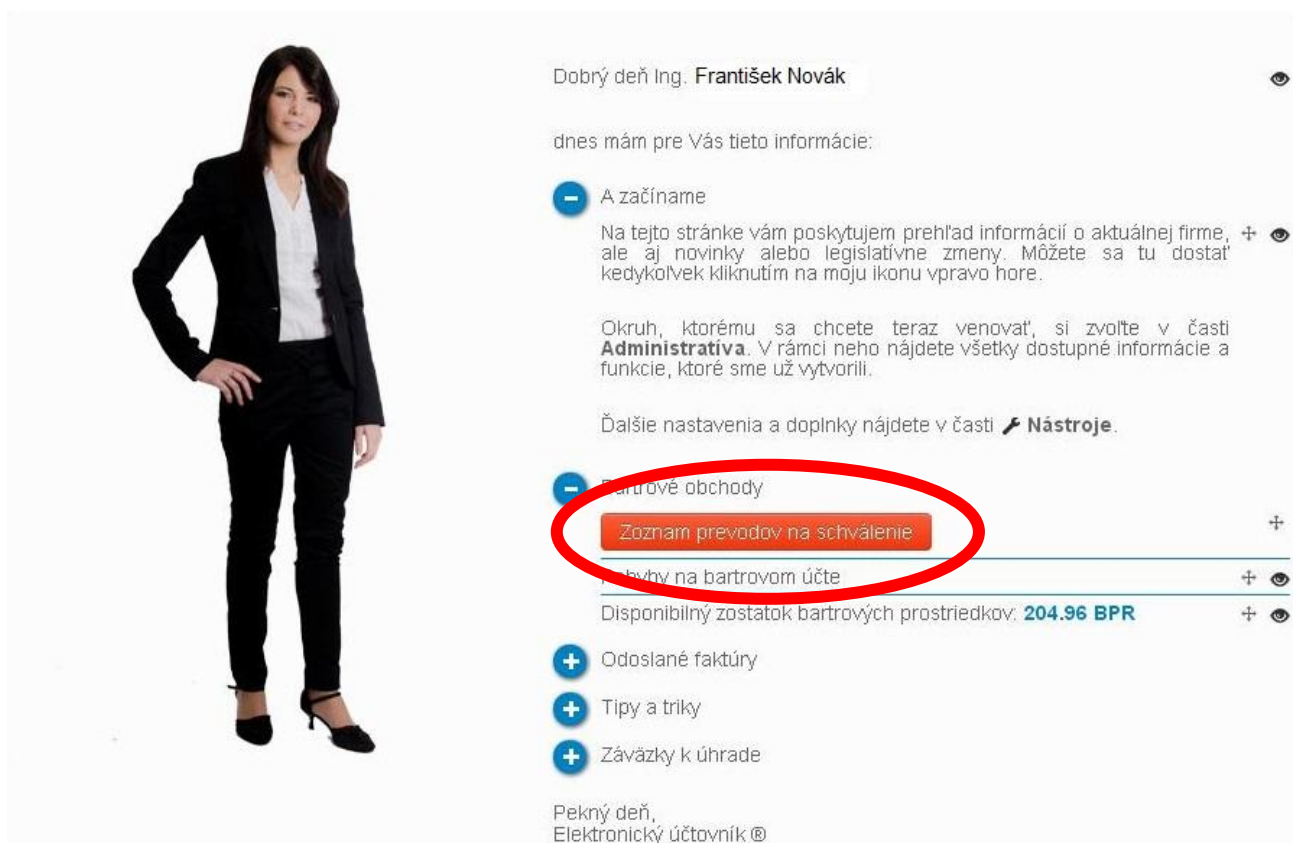 Dobrý deň Ing. František Novák
dnes mám pre Vás tieto informácie:
A začíname
Na tejto stránke vám poskytujem prehľad informácií o aktuálnej firme,
ale aj novinky alebo legislatívne zmeny. Môžete sa tu dostať
kedykoľvek kliknutím na moju ikonu vpravo hore.
Okruh, ktorému sa chcete teraz venovať, si zvoľte v časti
Administratíva. V rámci neho nájdete všetky dostupné informácie a
funkcie, ktoré sme už vytvorili.
Ďalšie nastavenia a doplnky nájdete v časti Nástroje.
Bartrové obchody
Zoznam prevodov na schválenie
Pohyby na bartrovom účte
Disponibilný zostatok bartrových prostriedkov: 204.96 BPR
Odoslané faktúry
Tipy a triky
Záväzky k úhrade
Pekný deň,
Elektronický účtovník ®